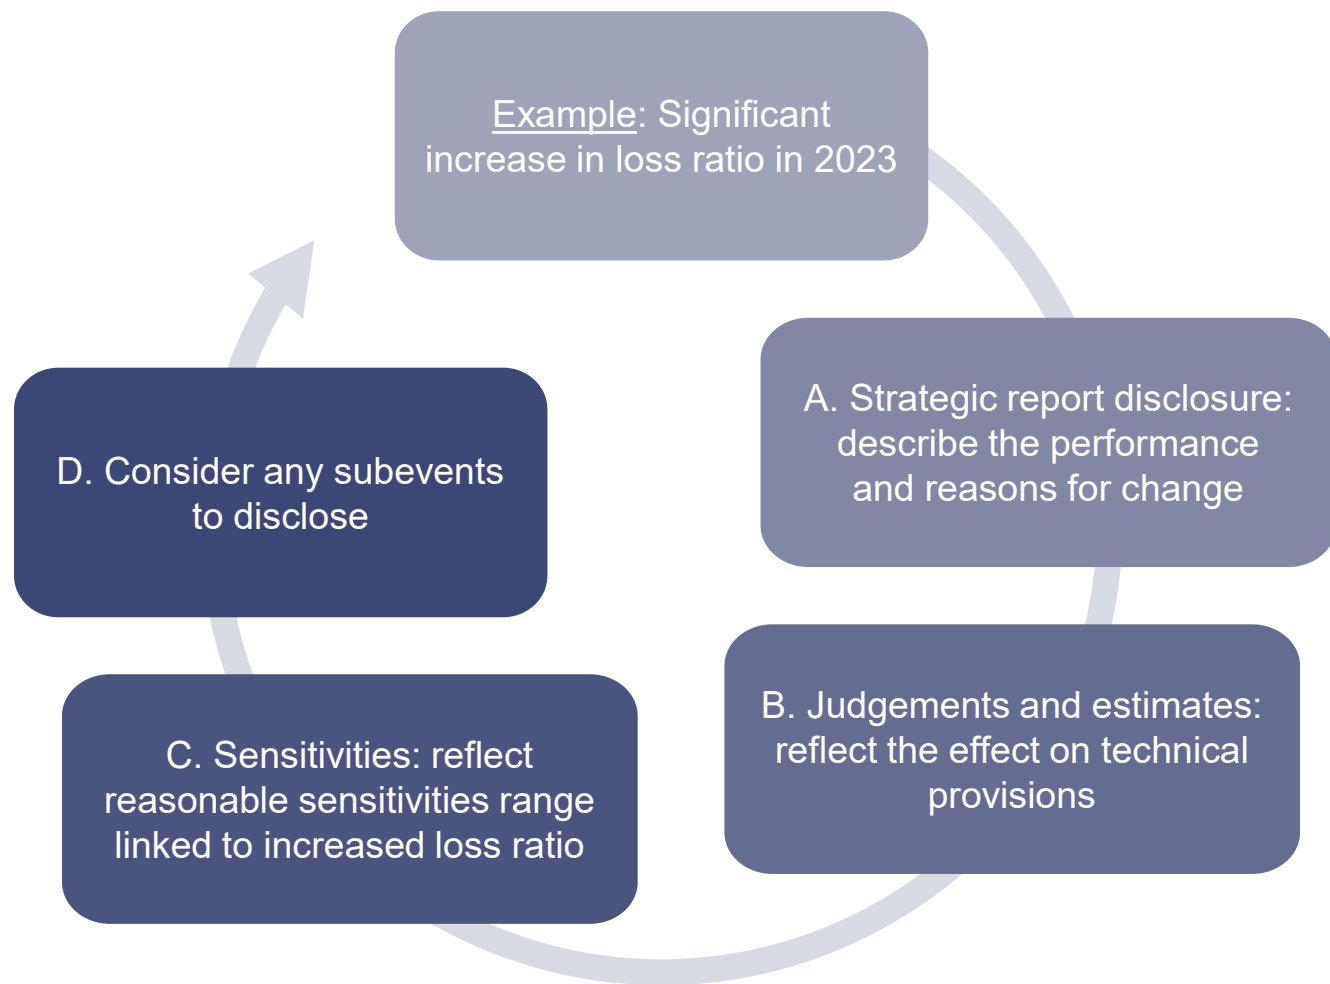 Example: Significant
increase in loss ratio in 2023
A. Strategic report disclosure:
describe the performance
and reasons for change
B. Judgements and estimates:
reflect the effect on technical
provisions
C. Sensitivities: reflect
reasonable sensitivities range
linked to increased loss ratio
D. Consider any subevents
to disclose